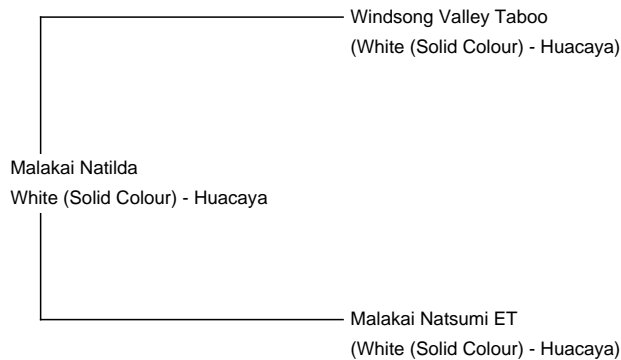 Windsong Valley Taboo
(White (Solid Colour) - Huacaya)
Malakai Natilda
White (Solid Colour) - Huacaya
Malakai Natsumi ET
(White (Solid Colour) - Huacaya)